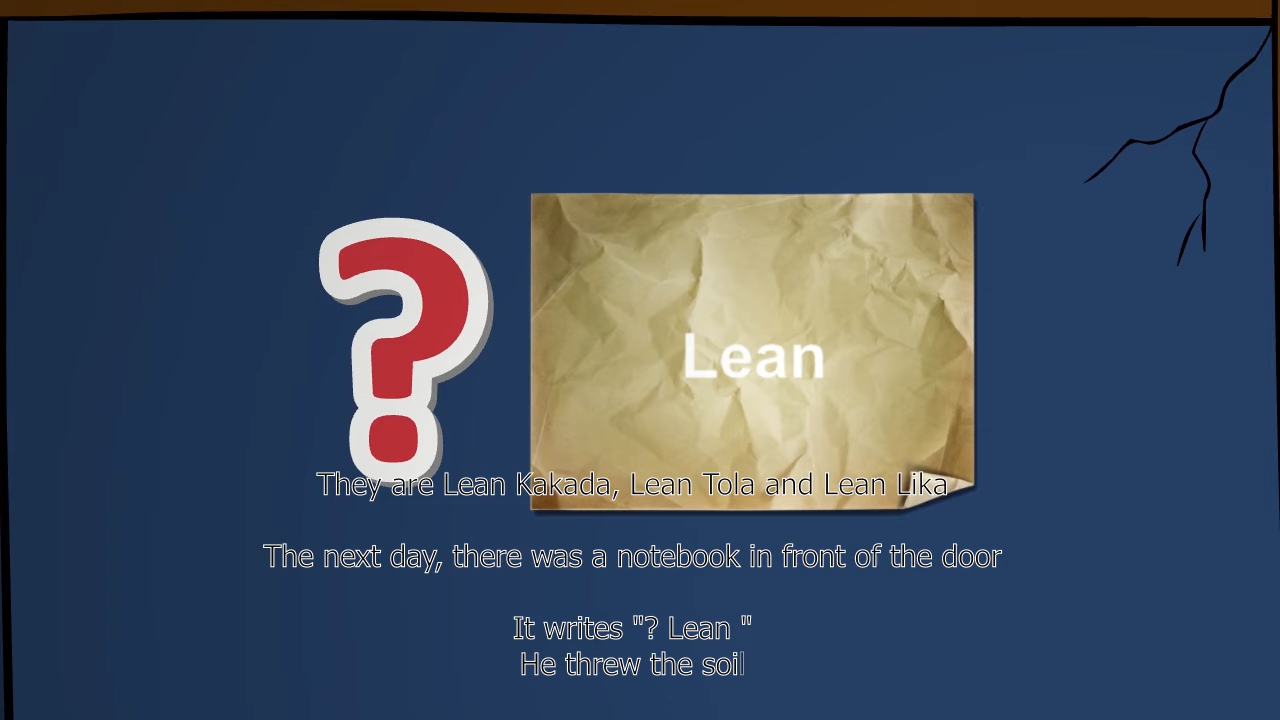 ?
Lean
They are Lean Kakada, Lean Tola and Lean Lika
The next day, there was a notebook in front of the door
It writes "? Lean "
He threw the soil